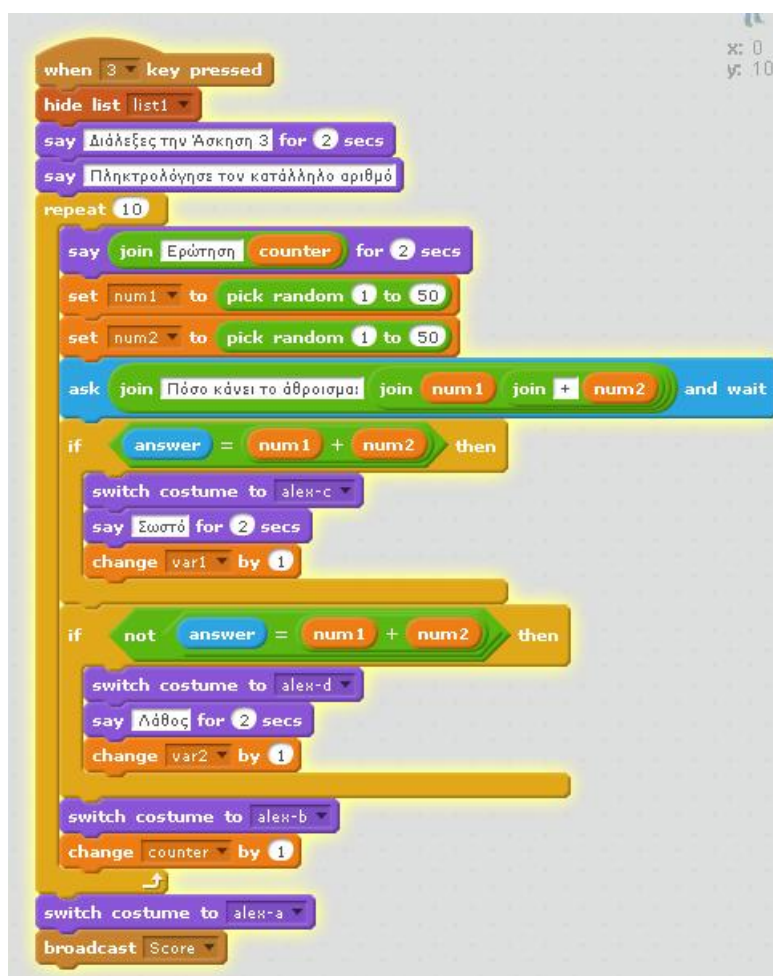 x: 0
y: 10
when 3 key pressed
hide list list1
say Διάλεξες την Άσκηση 3 for 2 secs
say Πληκτρολόγησε τον κατάλληλο αριθμό
repeat 10
say join Ερώτηση counter for 2 secs
set num1 to pick random 1 to 50
set num2 to pick random 1 to 50
ask join Πόσο κάνει το άθροισμα: join num1 join + num2 and wait
if answer = num1 + num2 then
switch costume to alex-c
say Σωστό for 2 secs
change var1 by 1
if not answer = num1 + num2 then
switch costume to alex-d
say Λάθος for 2 secs
change var2 by 1
switch costume to alex-b
change counter by 1
switch costume to alex-a
broadcast Score